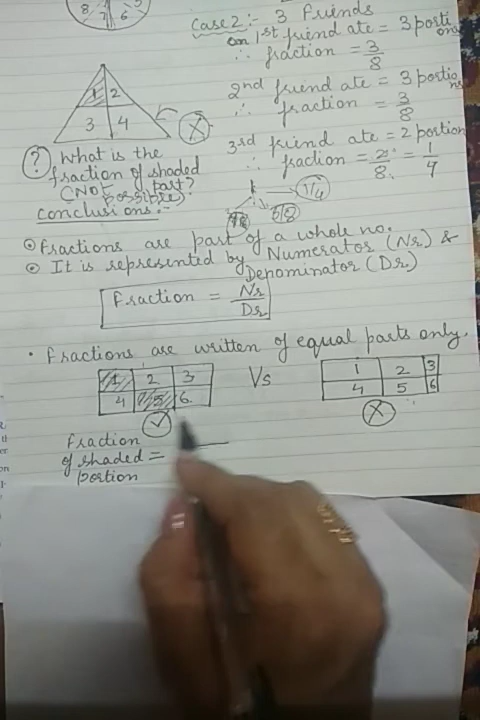 8 7 6 5
Case 2:- 3 friends
on 1st friend ate = 3 portions
∴ fraction = 3/8
2nd friend ate = 3 portions
∴ fraction = 3/8
3rd friend ate = 2 portion
∴ fraction = 2/8 = 1/4
1/4
1 2
3 4
X
? What is the
fraction of shaded
part?
(Not possible)
Conclusions:-
Fractions are part of a whole no.
It is represented by Numerator (Nr) &
Denominator (Dr)
Fraction = Nr/Dr
• Fractions are written of equal parts only.
1 2 3
4 5 6
Vs
1 2 3
4 5 6
✓
X
Fraction
of shaded =
portion